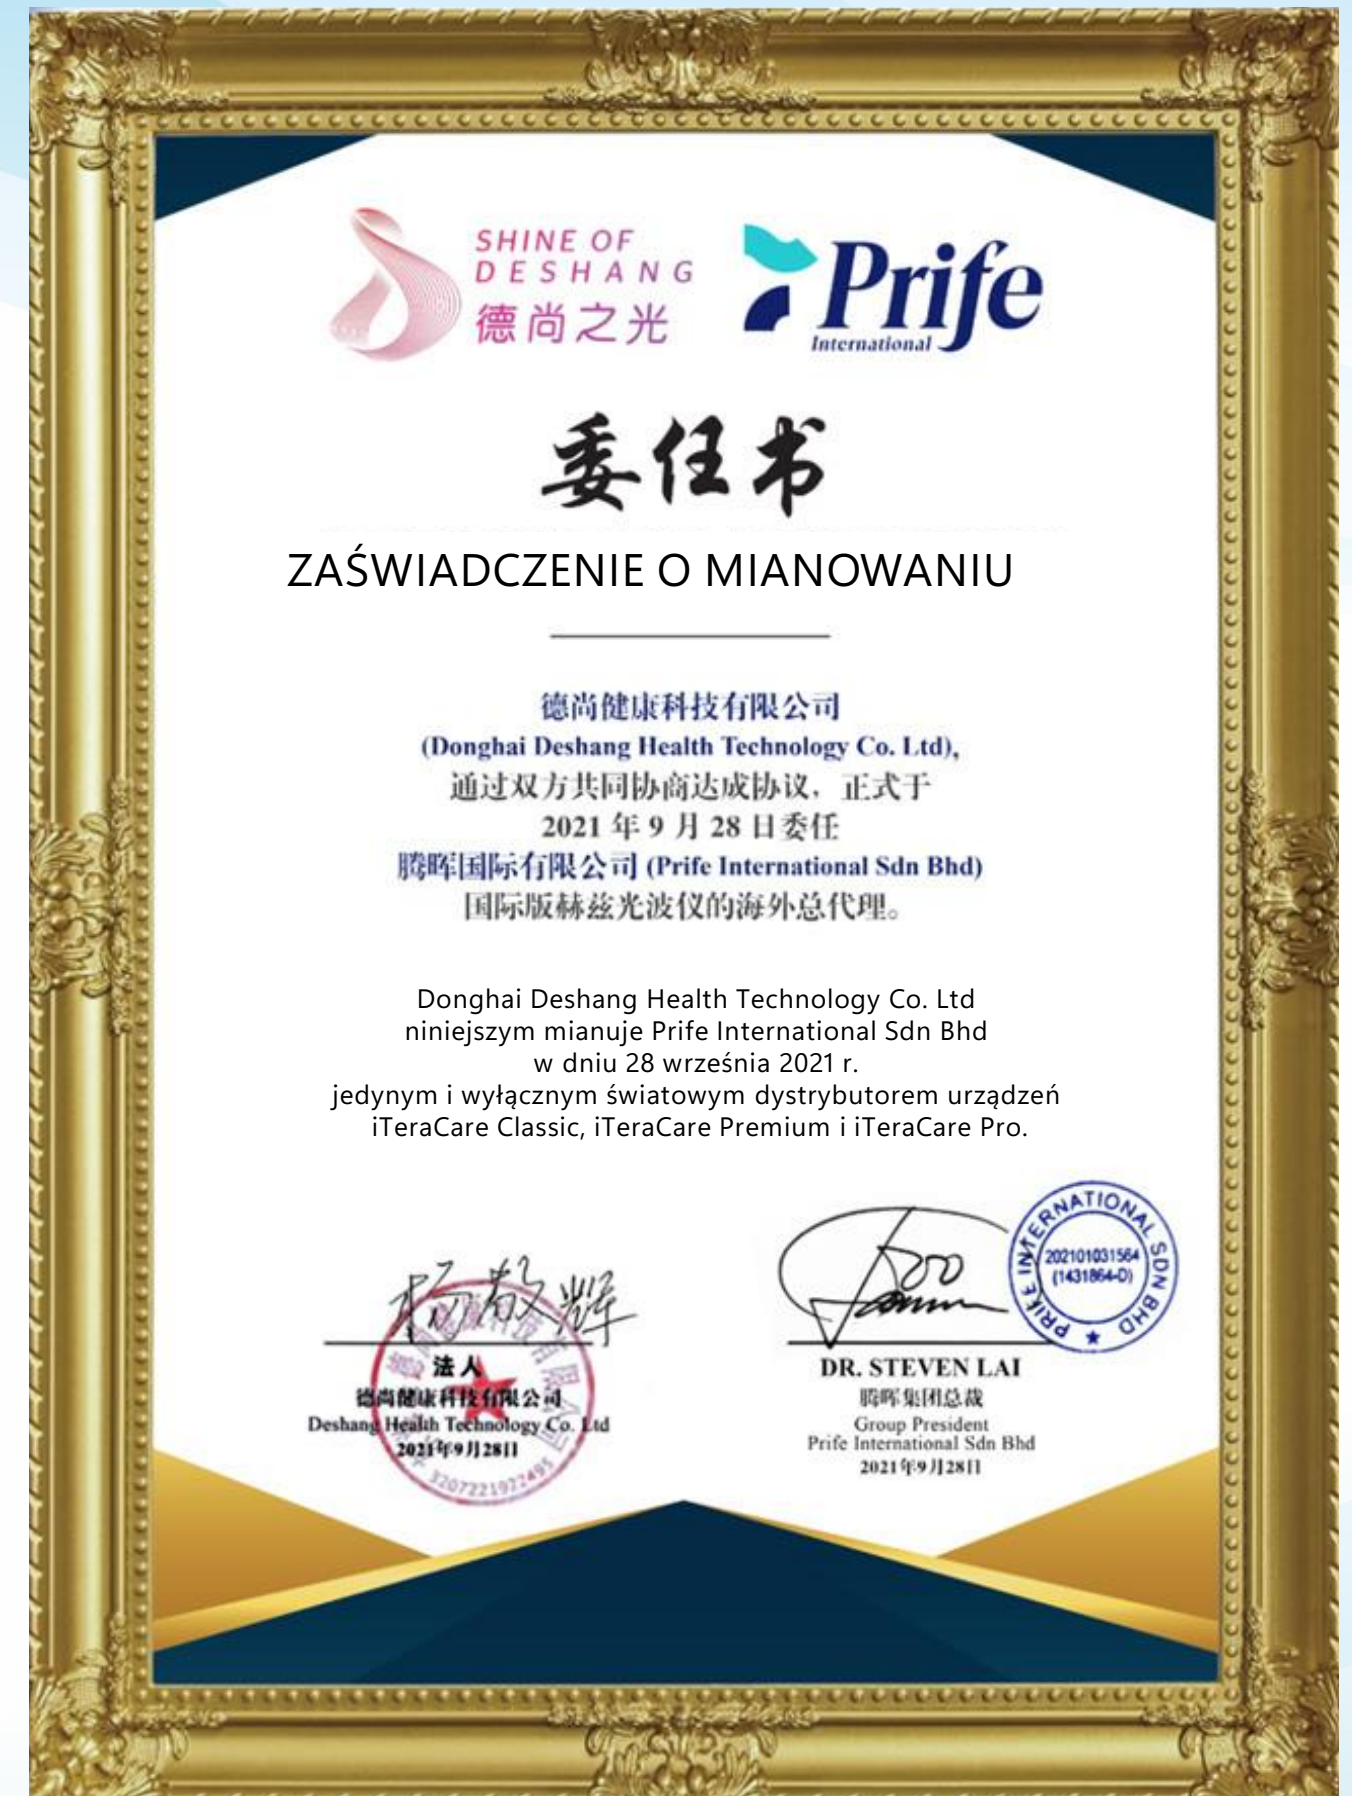 SHINE OF
DESHANG
德尚之光
Prife
International
委任书
ZAŚWIADCZENIE O MIANOWANIU
德尚健康科技有限公司
(Donghai Deshang Health Technology Co. Ltd),
通过双方共同协商达成协议，正式于
2021 年 9 月 28 日委任
腾晖国际有限公司 (Prife International Sdn Bhd)
国际版赫兹光波仪的海外总代理。
Donghai Deshang Health Technology Co. Ltd
niniejszym mianuje Prife International Sdn Bhd
w dniu 28 września 2021 r.
jedynym i wyłącznym światowym dystrybutorem urządzeń
iTeraCare Classic, iTeraCare Premium i iTeraCare Pro.
法人
德尚健康科技有限公司
Deshang Health Technology Co. Ltd
2021年9月28日
3207221972495
PRIFE INTERNATIONAL SDN BHD
202101031564
(1431864-D)
DR. STEVEN LAI
腾晖集团总裁
Group President
Prife International Sdn Bhd
2021年9月28日